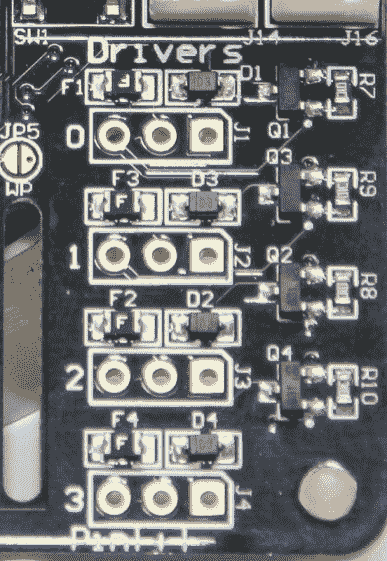 SW1 J14 J16
Drivers
F1 D1 R7
JP5 0 J1 Q1
WP
F3 D3 Q3 R9
1 J2 Q2
F2 D2 R8
2 J3 Q4
F4 D4 R10
3 J4